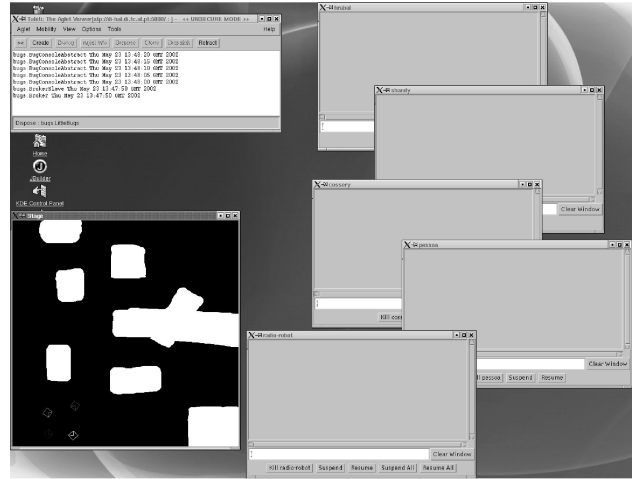 Tahiti: The Aglet Viewer
** UNSECURE MODE **
Aglet Mobility View Options Tools Help
Create Dialog Dispose Clone Retract
bugs.BugConsoleAbstract Thu May 23 13:48:20 GMT 2002
bugs.BugConsoleAbstract Thu May 23 13:48:15 GMT 2002
bugs.BugConsoleAbstract Thu May 23 13:48:10 GMT 2002
bugs.BugConsoleAbstract Thu May 23 13:48:05 GMT 2002
bugs.BugConsoleAbstract Thu May 23 13:48:00 GMT 2002
bugs.BrokerSlave Thu May 23 13:47:50 GMT 2002
bugs.Broker Thu May 23 13:47:50 GMT 2002
Dispose : bugs.LittleBugs
Home
JBuilder
KDE Control Panel
Stage
Clear Window
pessoa
Clear Window
Suspend Resume
radio-robot
Clear Window
Kill radio-robot Suspend Resume Suspend All Resume All